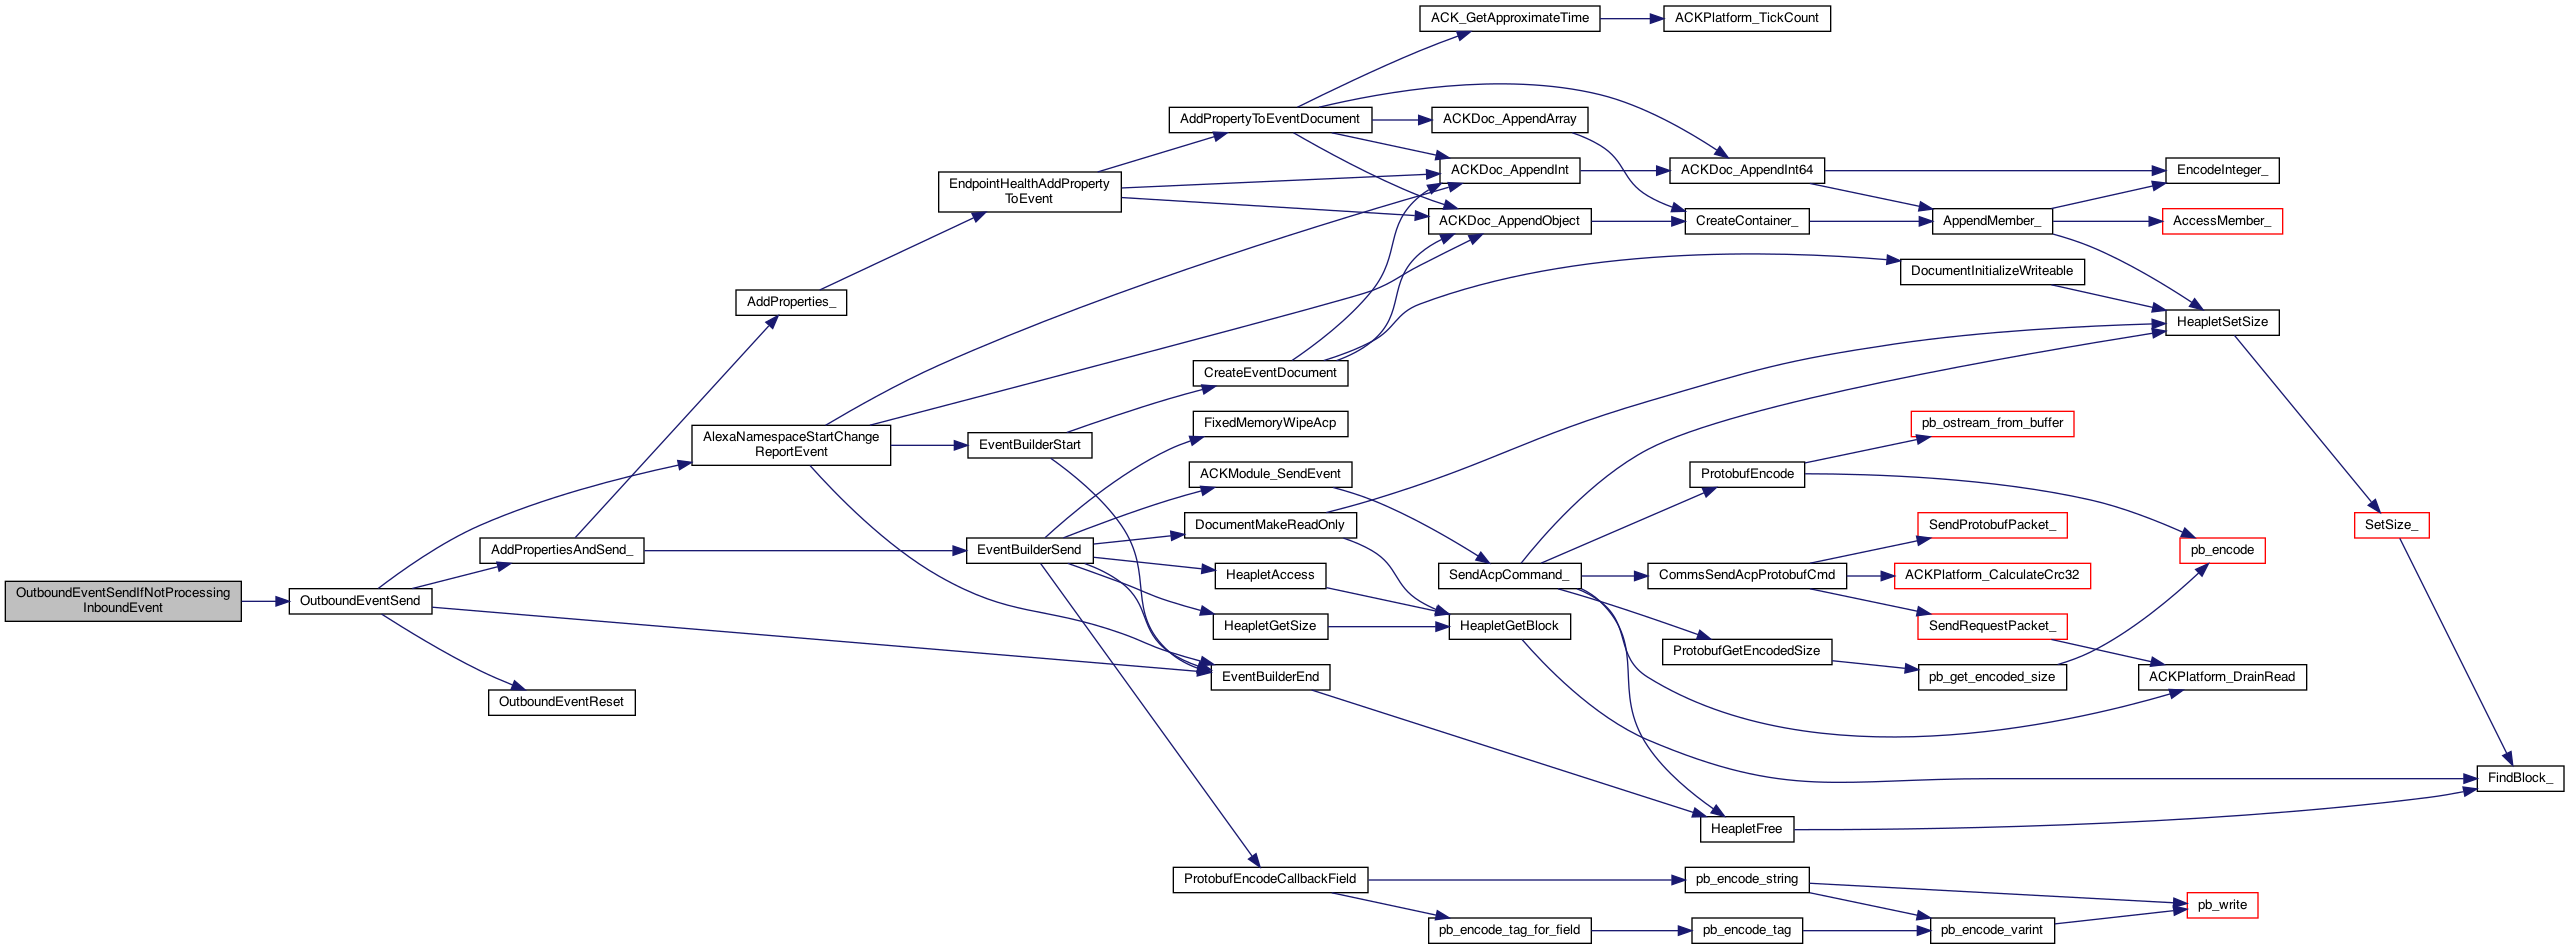 ACK_GetApproximateTime
ACKPlatform_TickCount
AddPropertyToEventDocument
ACKDoc_AppendArray
EndpointHealthAddProperty
ToEvent
ACKDoc_AppendInt
ACKDoc_AppendInt64
EncodeInteger_
ACKDoc_AppendObject
CreateContainer_
AppendMember_
AccessMember_
DocumentInitializeWriteable
AddProperties_
HeapletSetSize
CreateEventDocument
FixedMemoryWipeAcp
AlexaNamespaceStartChange
ReportEvent
EventBuilderStart
pb_ostream_from_buffer
ACKModule_SendEvent
ProtobufEncode
DocumentMakeReadOnly
SendProtobufPacket_
SetSize_
AddPropertiesAndSend_
EventBuilderSend
pb_encode
HeapletAccess
SendAcpCommand_
CommsSendAcpProtobufCmd
ACKPlatform_CalculateCrc32
OutboundEventSendIfNotProcessing
InboundEvent
OutboundEventSend
HeapletGetSize
HeapletGetBlock
SendRequestPacket_
ProtobufGetEncodedSize
EventBuilderEnd
pb_get_encoded_size
ACKPlatform_DrainRead
OutboundEventReset
FindBlock_
HeapletFree
ProtobufEncodeCallbackField
pb_encode_string
pb_write
pb_encode_tag_for_field
pb_encode_tag
pb_encode_varint